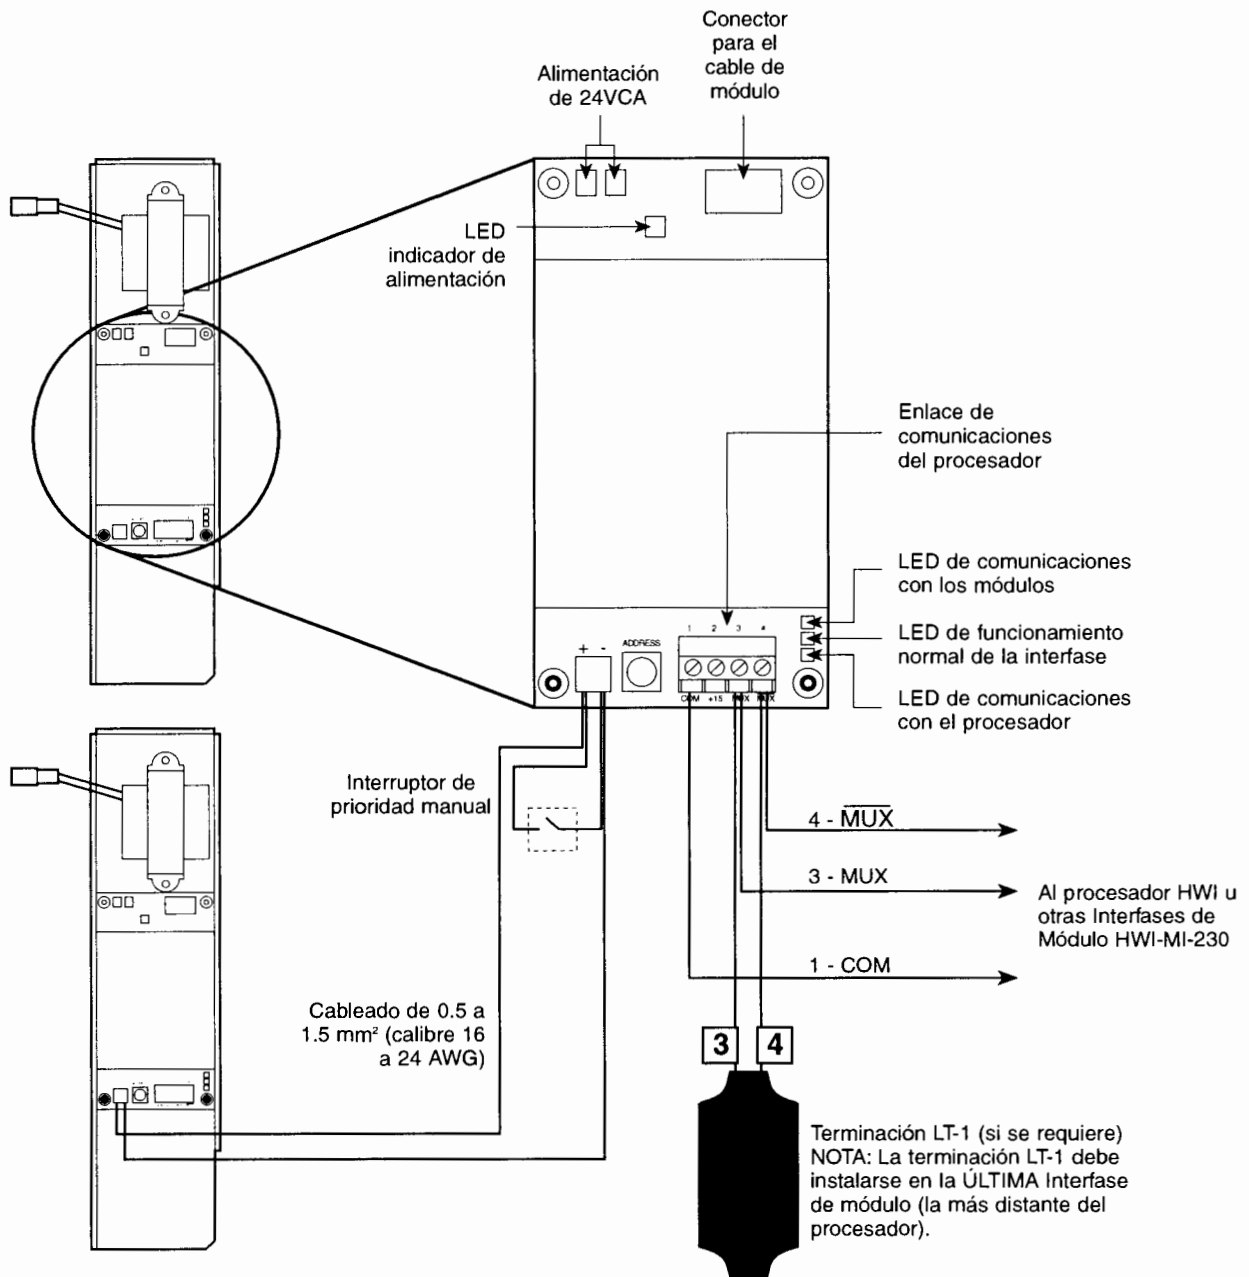 Conector
para el
cable de
módulo
Alimentación
de 24VCA
LED
indicador de
alimentación
Enlace de
comunicaciones
del procesador
LED de comunicaciones
con los módulos
LED de funcionamiento
normal de la interfase
LED de comunicaciones
con el procesador
1 2 3 4
+ -
ADDRESS
COM +15 MUX M̅U̅X̅
Interruptor de
prioridad manual
4 - M̅U̅X̅
3 - MUX
Al procesador HWI u
otras Interfases de
Módulo HWI-MI-230
1 - COM
Cableado de 0.5 a
1.5 mm² (calibre 16
a 24 AWG)
3 4
Terminación LT-1 (si se requiere)
NOTA: La terminación LT-1 debe
instalarse en la ÚLTIMA Interfase
de módulo (la más distante del
procesador).